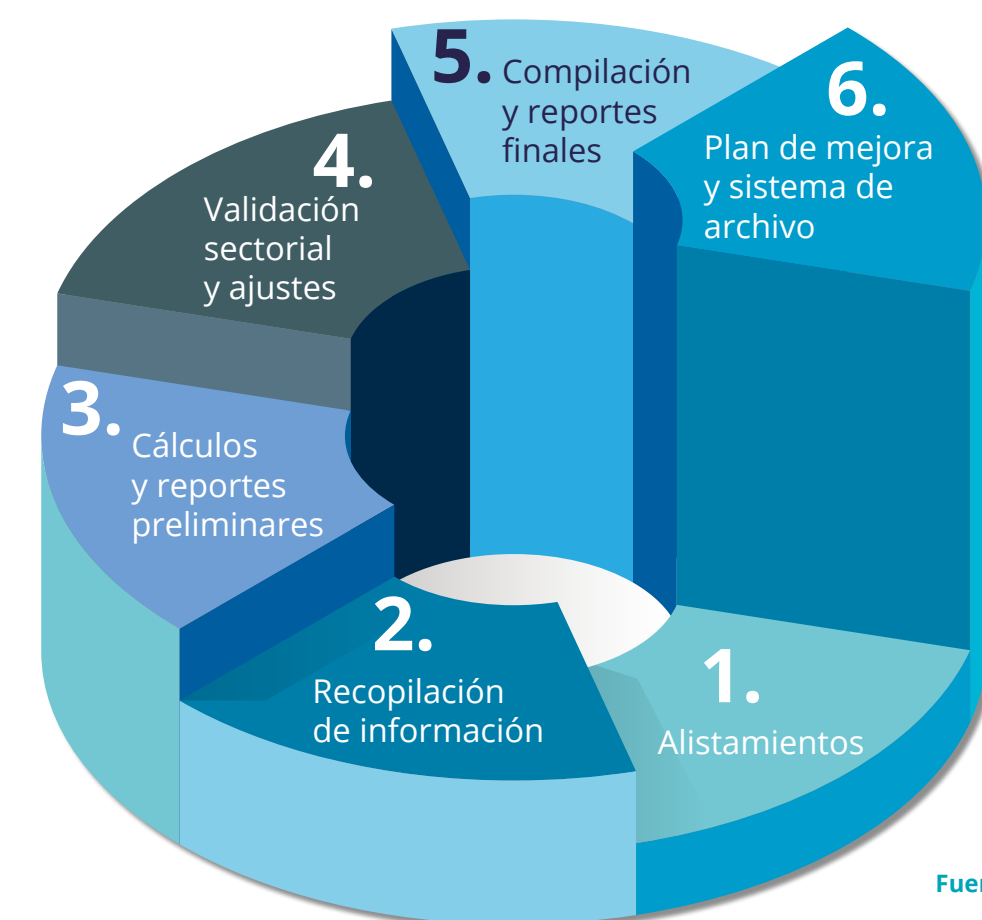 1.
Alistamientos
2.
Recopilación
de información
3.
Cálculos
y reportes
preliminares
4.
Validación
sectorial
y ajustes
5.
Compilación
y reportes
finales
6.
Plan de mejora
y sistema de
archivo